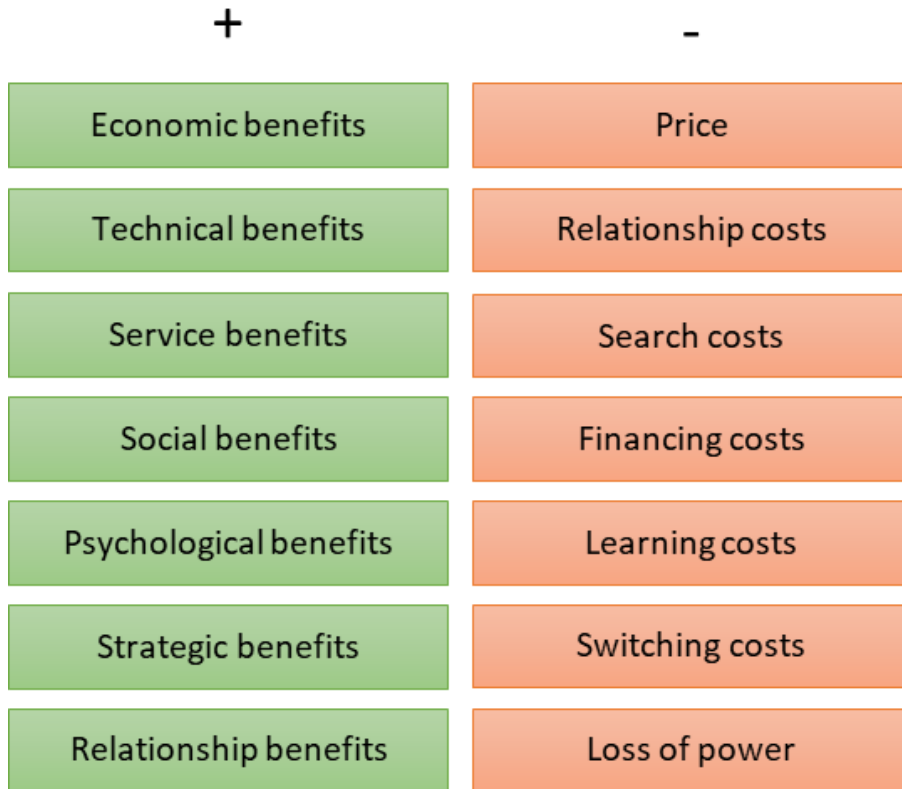 + -
Economic benefits Price
Technical benefits Relationship costs
Service benefits Search costs
Social benefits Financing costs
Psychological benefits Learning costs
Strategic benefits Switching costs
Relationship benefits Loss of power